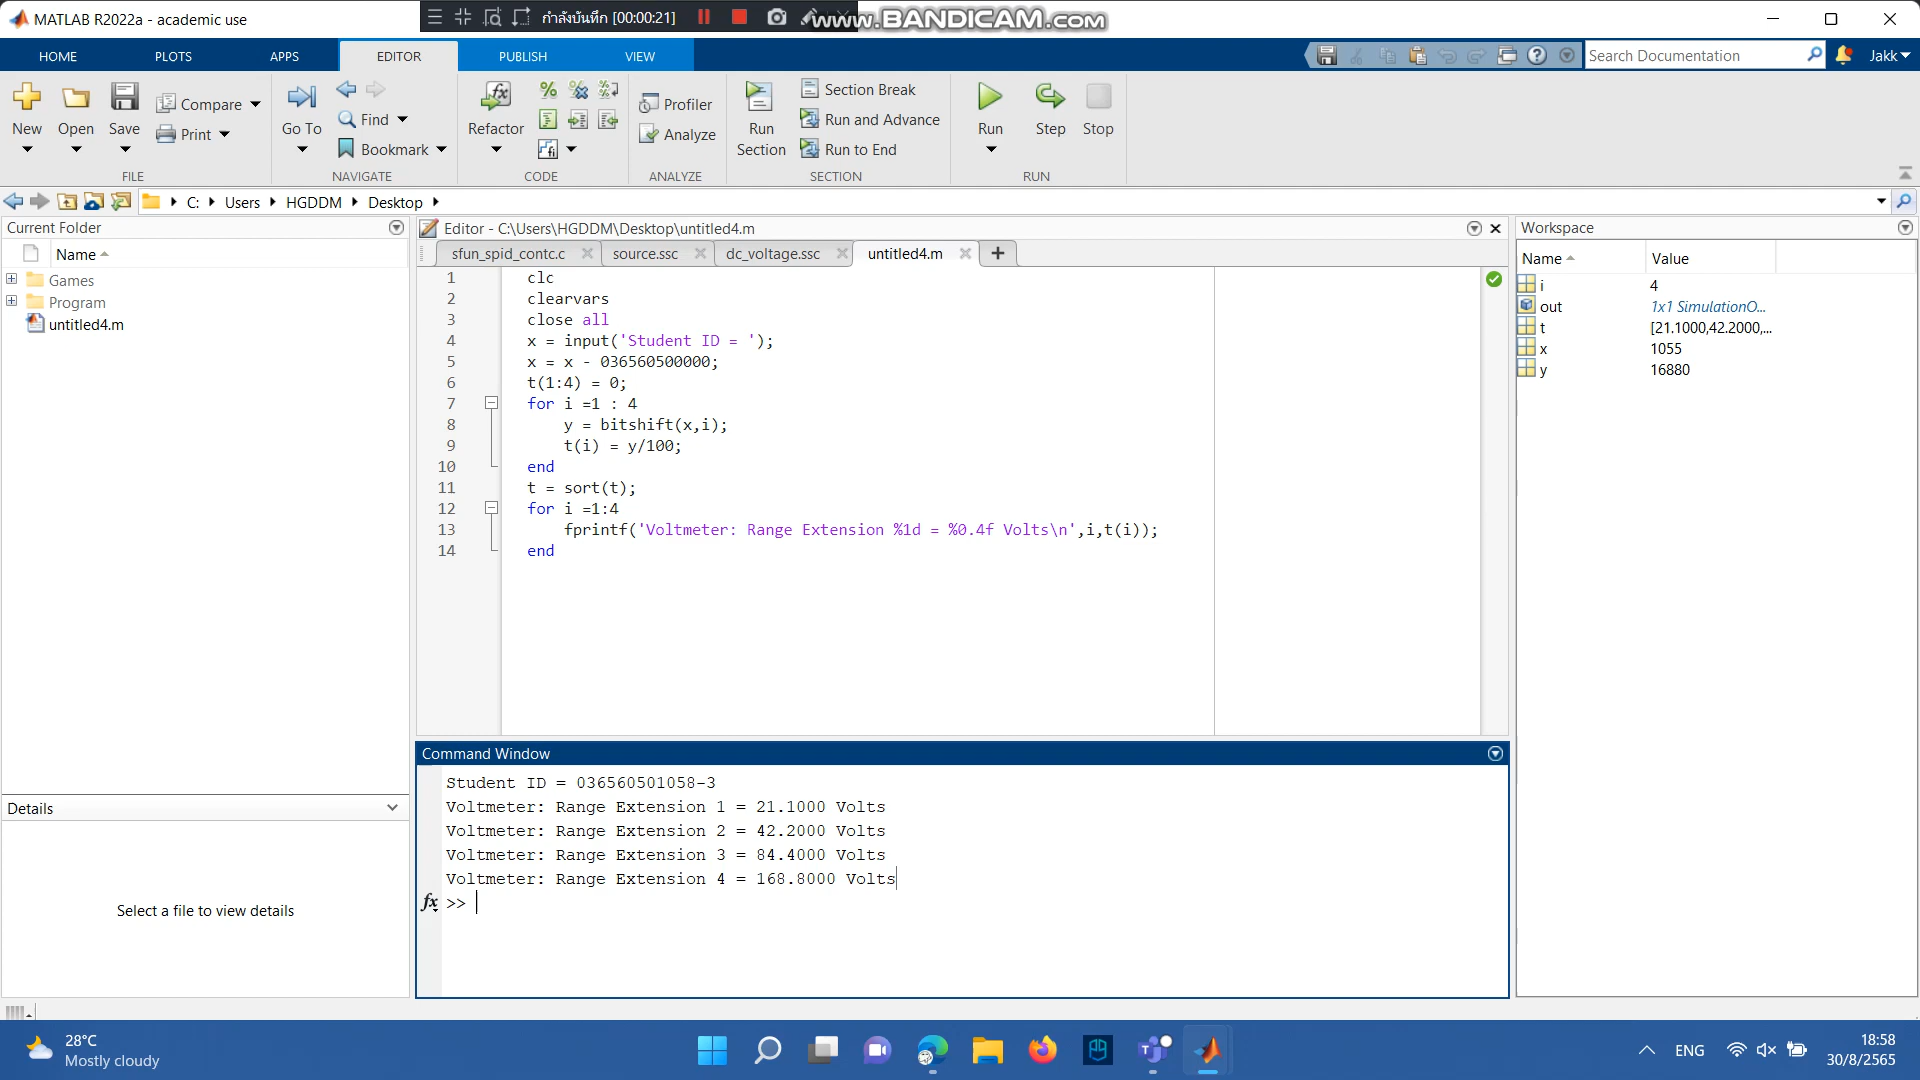 MATLAB R2022a - academic use
กำลังบันทึก [00:00:21]
www.BANDICAM.com
HOME
PLOTS
APPS
EDITOR
PUBLISH
VIEW
Search Documentation
Jakk
New
Open
Save
Compare
Print
FILE
Go To
Find
Bookmark
NAVIGATE
Refactor
CODE
Profiler
Analyze
ANALYZE
Run Section
Section Break
Run and Advance
Run to End
SECTION
Run
Step
Stop
RUN
C: Users HGDDM Desktop
Current Folder
Name
Games
Program
untitled4.m
Details
Select a file to view details
Editor - C:\Users\HGDDM\Desktop\untitled4.m
sfun_spid_contc.c
source.ssc
dc_voltage.ssc
untitled4.m
1 clc
2 clearvars
3 close all
4 x = input('Student ID = ');
5 x = x - 036560500000;
6 t(1:4) = 0;
7 for i =1 : 4
8 y = bitshift(x,i);
9 t(i) = y/100;
10 end
11 t = sort(t);
12 for i =1:4
13 fprintf('Voltmeter: Range Extension %1d = %0.4f Volts\n',i,t(i));
14 end
Command Window
Student ID = 036560501058-3
Voltmeter: Range Extension 1 = 21.1000 Volts
Voltmeter: Range Extension 2 = 42.2000 Volts
Voltmeter: Range Extension 3 = 84.4000 Volts
Voltmeter: Range Extension 4 = 168.8000 Volts
fx >>
Workspace
Name Value
i 4
out 1x1 SimulationO...
t [21.1000,42.2000,...
x 1055
y 16880
28°C
Mostly cloudy
ENG
18:58
30/8/2565